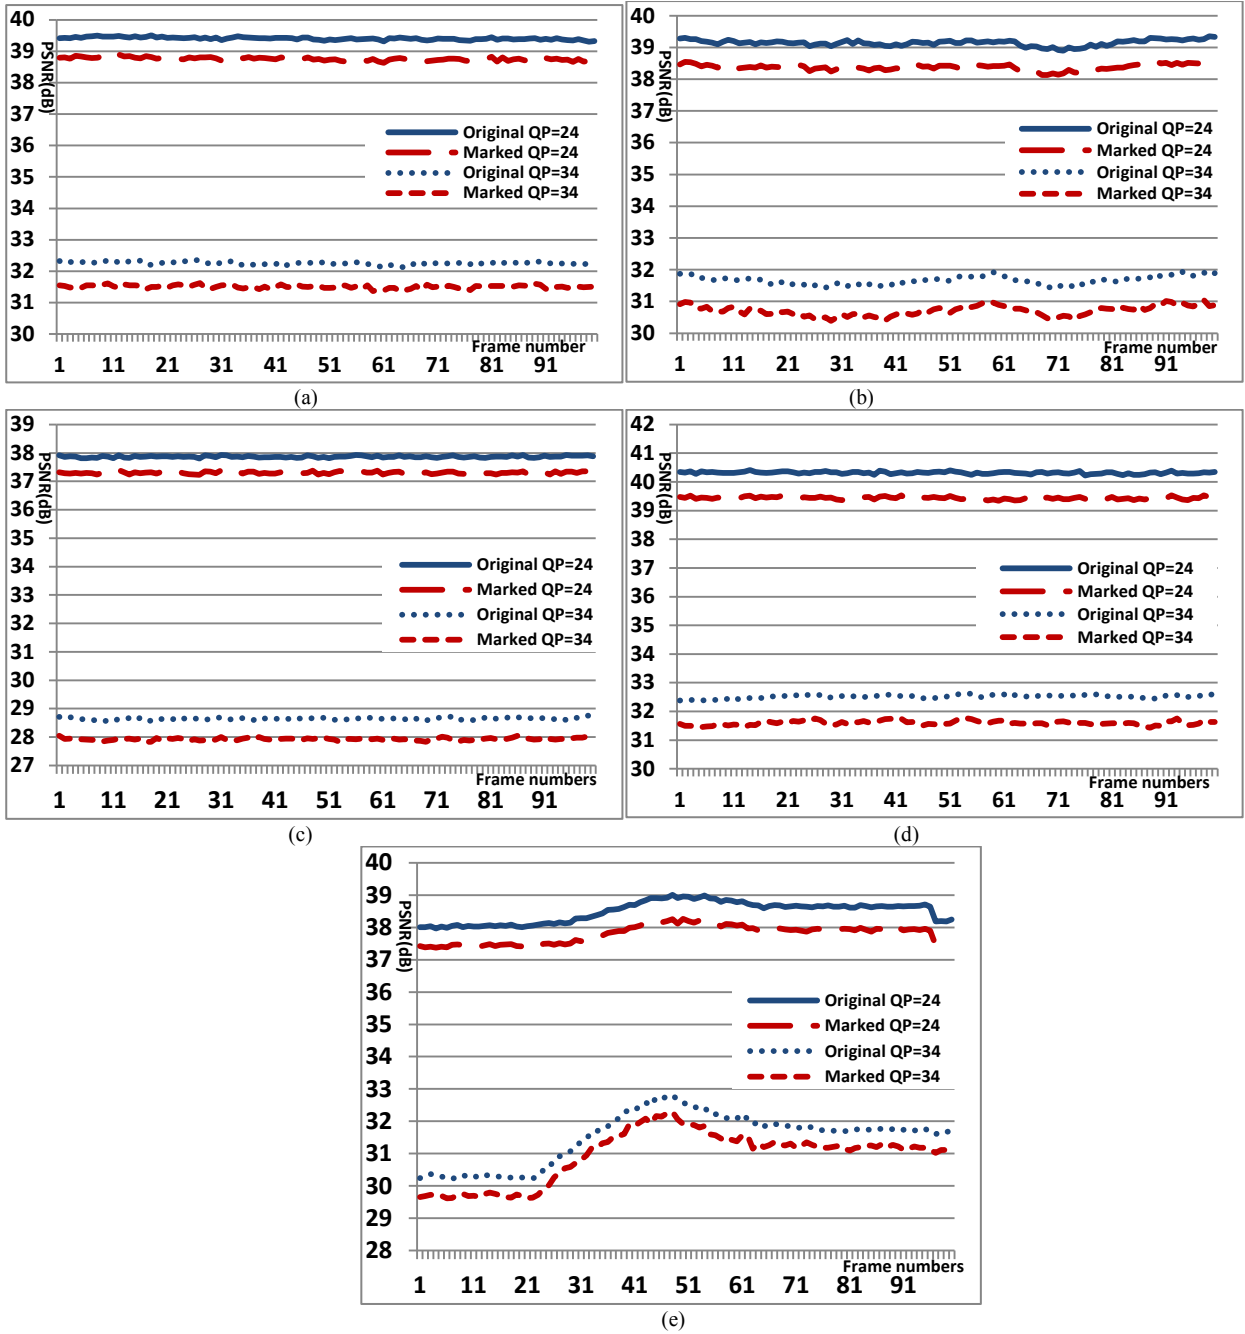 40
39
38
37
36
35
34
33
32
31
30
PSNR(dB)
Original QP=24
Marked QP=24
Original QP=34
Marked QP=34
Frame number
1 11 21 31 41 51 61 71 81 91
(a)
40
39
38
37
36
35
34
33
32
31
30
PSNR(dB)
Original QP=24
Marked QP=24
Original QP=34
Marked QP=34
Frame number
1 11 21 31 41 51 61 71 81 91
(b)
39
38
37
36
35
34
33
32
31
30
29
28
27
PSNR(dB)
Original QP=24
Marked QP=24
Original QP=34
Marked QP=34
Frame numbers
1 11 21 31 41 51 61 71 81 91
(c)
42
41
40
39
38
37
36
35
34
33
32
31
30
PSNR(dB)
Original QP=24
Marked QP=24
Original QP=34
Marked QP=34
Frame numbers
1 11 21 31 41 51 61 71 81 91
(d)
40
39
38
37
36
35
34
33
32
31
30
29
28
PSNR(dB)
Original QP=24
Marked QP=24
Original QP=34
Marked QP=34
Frame numbers
1 11 21 31 41 51 61 71 81 91
(e)